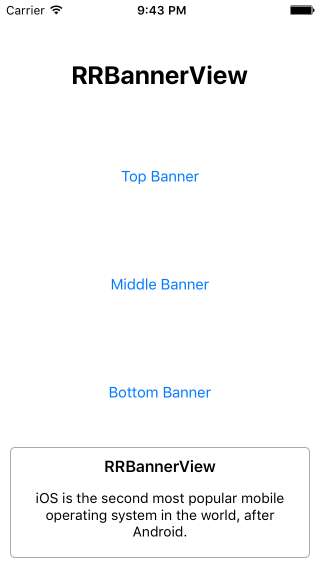 Carrier 9:43 PM
RRBannerView
Top Banner
Middle Banner
Bottom Banner
RRBannerView
iOS is the second most popular mobile
operating system in the world, after
Android.